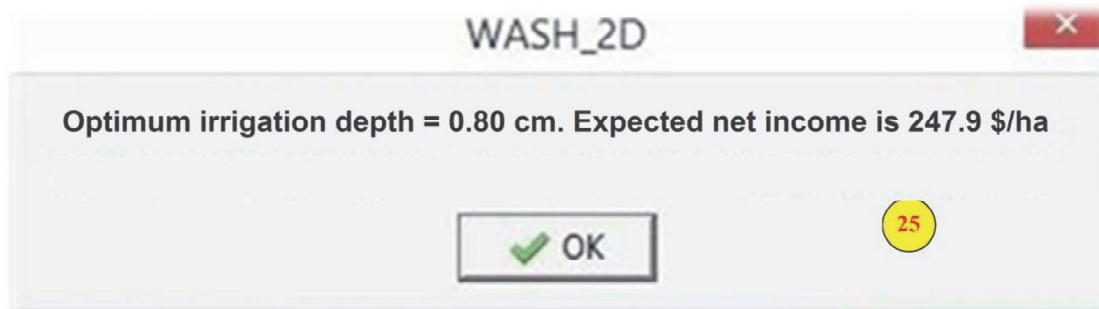 WASH_2D
Optimum irrigation depth = 0.80 cm. Expected net income is 247.9 $/ha
OK
25